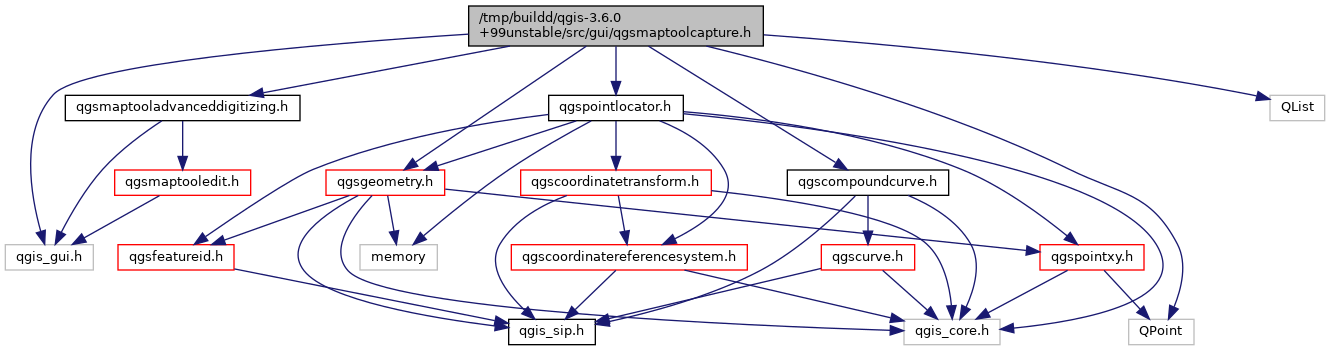 /tmp/buildd/qgis-3.6.0
+99unstable/src/gui/qgsmaptoolcapture.h
qgsmaptooladvanceddigitizing.h
qgspointlocator.h
QList
qgsmaptooledit.h
qgsgeometry.h
qgscoordinatetransform.h
qgscompoundcurve.h
qgis_gui.h
qgsfeatureid.h
memory
qgscoordinatereferencesystem.h
qgscurve.h
qgspointxy.h
qgis_sip.h
qgis_core.h
QPoint